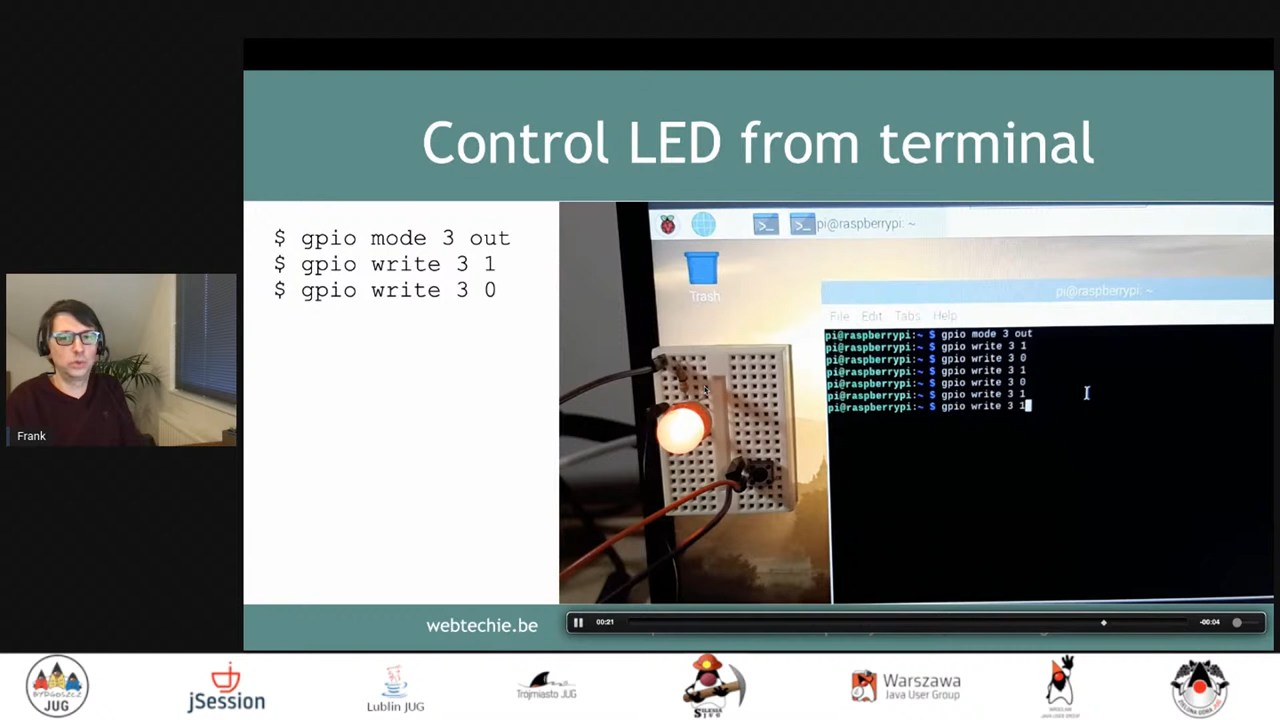 Control LED from terminal
$ gpio mode 3 out
$ gpio write 3 1
$ gpio write 3 0
pi@raspberrypi: ~
Trash
pi@raspberrypi: ~
File Edit Tabs Help
pi@raspberrypi:~ $ gpio mode 3 out
pi@raspberrypi:~ $ gpio write 3 1
pi@raspberrypi:~ $ gpio write 3 0
pi@raspberrypi:~ $ gpio write 3 1
pi@raspberrypi:~ $ gpio write 3 0
pi@raspberrypi:~ $ gpio write 3 1
pi@raspberrypi:~ $ gpio write 3 1
Frank
webtechie.be
00:21
-00:04
BYDGOSZCZ JUG
jSession
Lublin JUG
Trojmiasto JUG
Warszawa
Java User Group